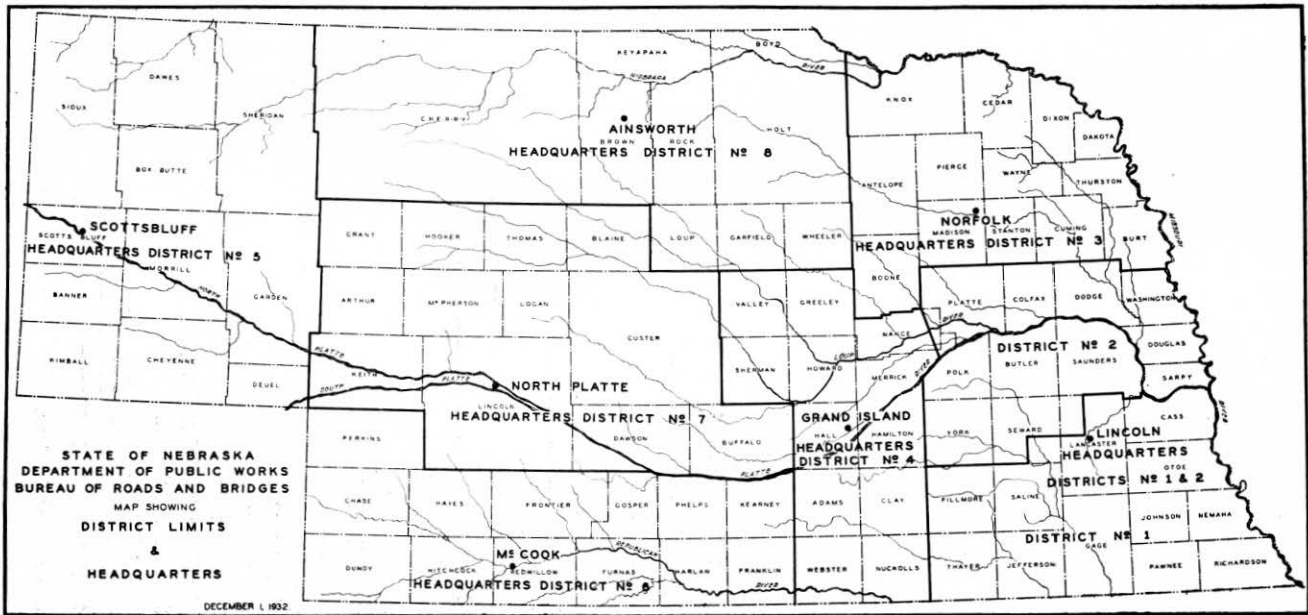 KEYAPAHA
BOYD
RIVER
NIOBRARA
DAWES
SIOUX
SHERIDAN
CHERRY
KNOX
CEDAR
DIXON
DAKOTA
AINSWORTH
BROWN ROCK
HOLT
HEADQUARTERS DISTRICT Nº 8
BOX BUTTE
PIERCE
WAYNE
THURSTON
ANTELOPE
SCOTTSBLUFF
SCOTTS BLUFF
HEADQUARTERS DISTRICT Nº 5
MORRILL
GRANT
HOOKER
THOMAS
BLAINE
LOUP
GARFIELD
WHEELER
NORFOLK
MADISON
STANTON
CUMING
HEADQUARTERS DISTRICT Nº 3
BURT
MISSOURI
BANNER
NORTH
GARDEN
ARTHUR
Mc PHERSON
LOGAN
CUSTER
VALLEY
GREELEY
BOONE
PLATTE
COLFAX
DODGE
WASHINGTON
NANCE
LOUP
RIVER
KIMBALL
CHEYENNE
DEUEL
PLATTE
KEITH
SOUTH
PLATTE
NORTH PLATTE
SHERMAN
HOWARD
MERRICK
RIVER
POLK
DISTRICT Nº 2
BUTLER
SAUNDERS
DOUGLAS
SARPY
RIVER
LINCOLN
HEADQUARTERS DISTRICT Nº 7
DAWSON
BUFFALO
PLATTE
GRAND ISLAND
HALL
HAMILTON
HEADQUARTERS
DISTRICT Nº 4
YORK
SEWARD
CASS
LINCOLN
LANCASTER
HEADQUARTERS
OTOE
DISTRICTS Nº 1 & 2
PERKINS
CHASE
HAYES
FRONTIER
GOSPER
PHELPS
KEARNEY
ADAMS
CLAY
FILLMORE
SALINE
JOHNSON
NEMAHA
DISTRICT Nº 1
GAGE
DUNDY
HITCHCOCK
Mc COOK
REDWILLOW
HEADQUARTERS DISTRICT Nº 6
FURNAS
HARLAN
REPUBLICAN
RIVER
FRANKLIN
WEBSTER
NUCKOLLS
THAYER
JEFFERSON
PAWNEE
RICHARDSON
STATE OF NEBRASKA
DEPARTMENT OF PUBLIC WORKS
BUREAU OF ROADS AND BRIDGES
MAP SHOWING
DISTRICT LIMITS
&
HEADQUARTERS
DECEMBER 1, 1932.